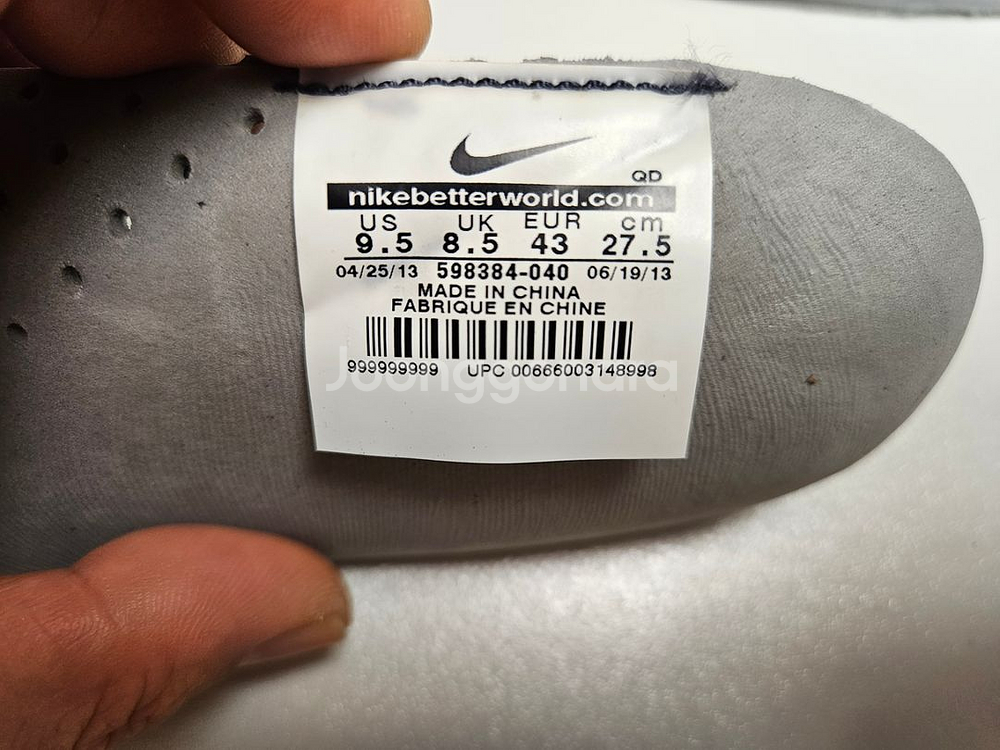 QD
nikebetterworld.com
US UK EUR cm
9.5 8.5 43 27.5
04/25/13 598384-040 06/19/13
MADE IN CHINA
FABRIQUE EN CHINE
999999999 UPC 00666003148998
Joonggonara